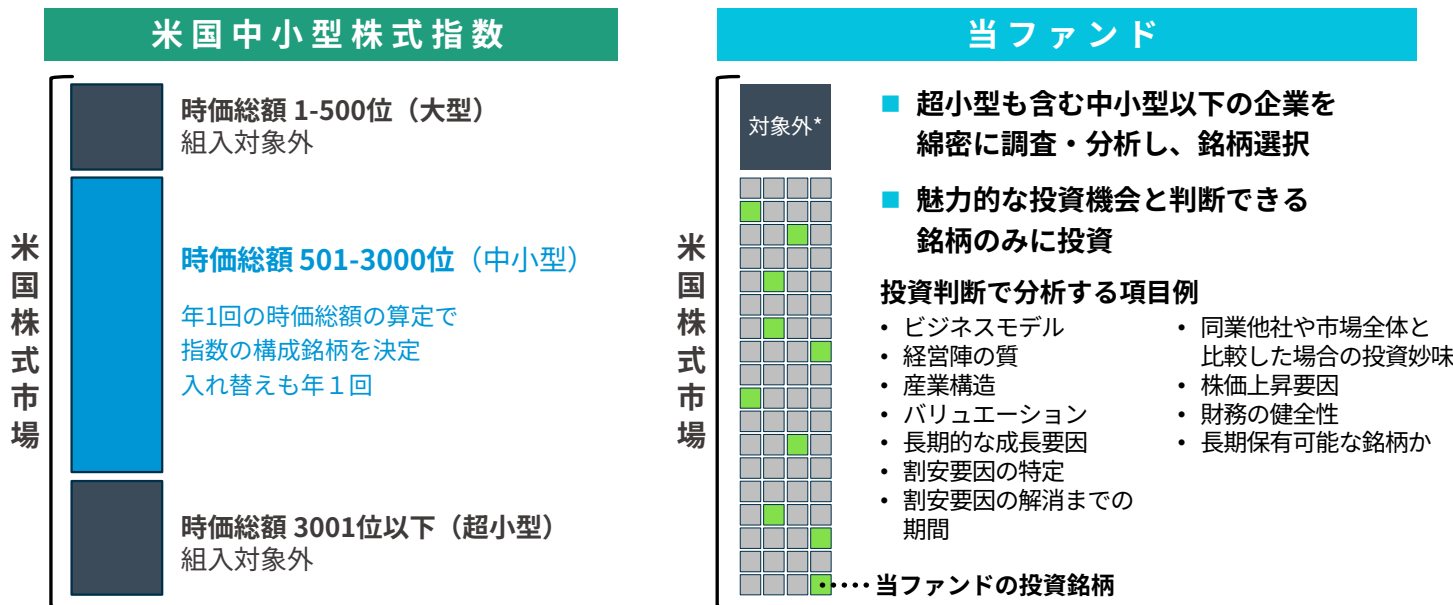 米国中小型株式指数
米国株式市場
時価総額 1-500位（大型）
組入対象外
時価総額 501-3000位（中小型）
年1回の時価総額の算定で
指数の構成銘柄を決定
入れ替えも年１回
時価総額 3001位以下（超小型）
組入対象外
当ファンド
米国株式市場
対象外*
■ 超小型も含む中小型以下の企業を
綿密に調査・分析し、銘柄選択
■ 魅力的な投資機会と判断できる
銘柄のみに投資
投資判断で分析する項目例
• ビジネスモデル
• 経営陣の質
• 産業構造
• バリュエーション
• 長期的な成長要因
• 割安要因の特定
• 割安要因の解消までの
期間
• 同業他社や市場全体と
比較した場合の投資妙味
• 株価上昇要因
• 財務の健全性
• 長期保有可能な銘柄か
当ファンドの投資銘柄